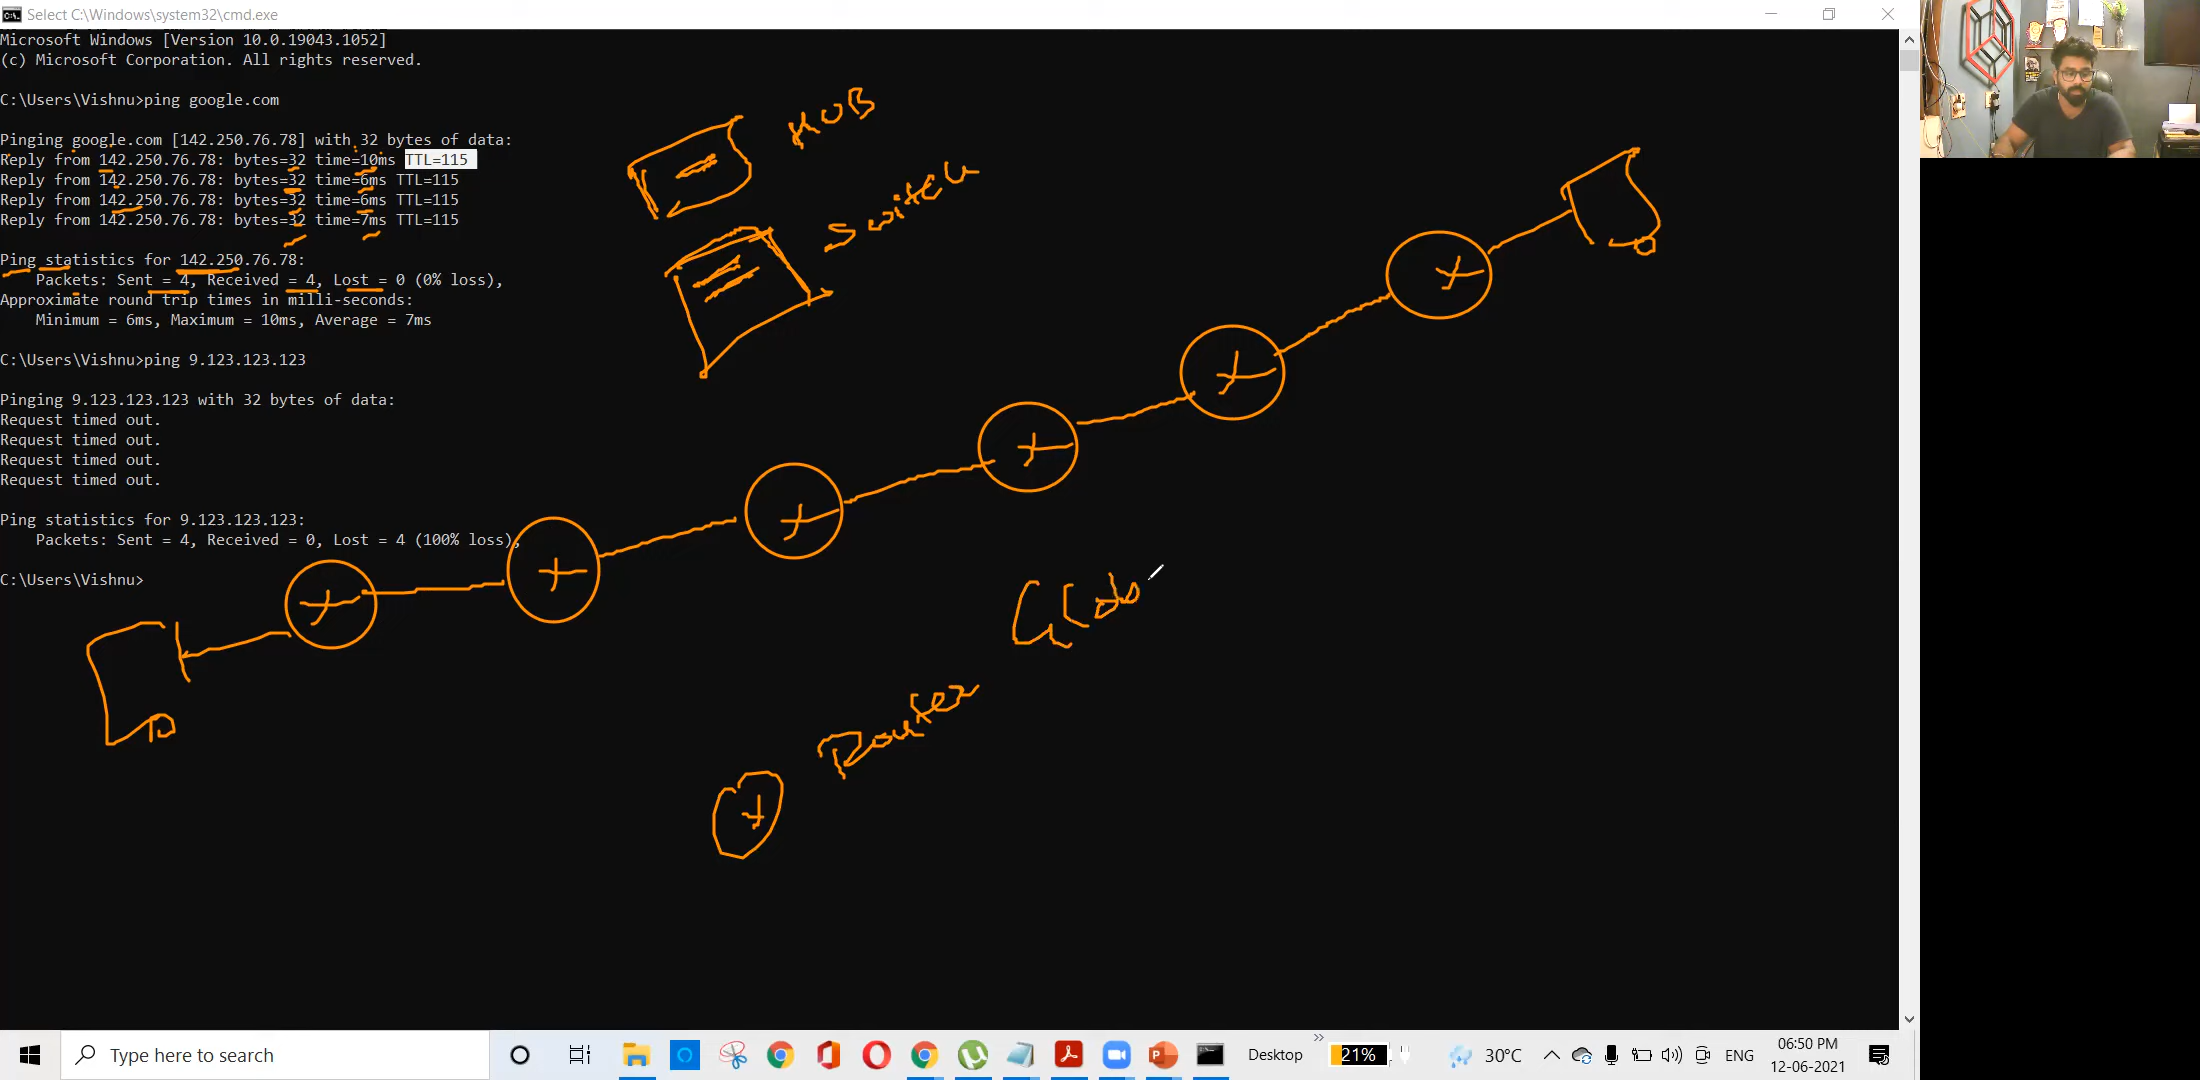 Select C:\Windows\system32\cmd.exe
Microsoft Windows [Version 10.0.19043.1052]
(c) Microsoft Corporation. All rights reserved.
C:\Users\Vishnu>ping google.com
Pinging google.com [142.250.76.78] with 32 bytes of data:
Reply from 142.250.76.78: bytes=32 time=10ms TTL=115
Reply from 142.250.76.78: bytes=32 time=6ms TTL=115
Reply from 142.250.76.78: bytes=32 time=6ms TTL=115
Reply from 142.250.76.78: bytes=32 time=7ms TTL=115
Ping statistics for 142.250.76.78:
Packets: Sent = 4, Received = 4, Lost = 0 (0% loss),
Approximate round trip times in milli-seconds:
Minimum = 6ms, Maximum = 10ms, Average = 7ms
C:\Users\Vishnu>ping 9.123.123.123
Pinging 9.123.123.123 with 32 bytes of data:
Request timed out.
Request timed out.
Request timed out.
Request timed out.
Ping statistics for 9.123.123.123:
Packets: Sent = 4, Received = 0, Lost = 4 (100% loss),
C:\Users\Vishnu>
HUB
Switch
Glob
Router
Type here to search
Desktop
21%
30°C
ENG
06:50 PM
12-06-2021